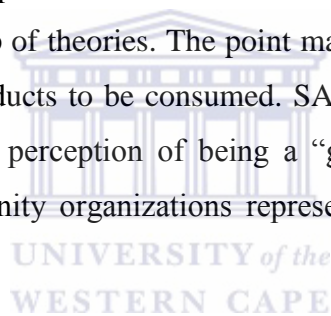 of theories. The point ma
ducts to be consumed. SA
perception of being a “g
nity organizations represe
UNIVERSITY of the
WESTERN CAPE